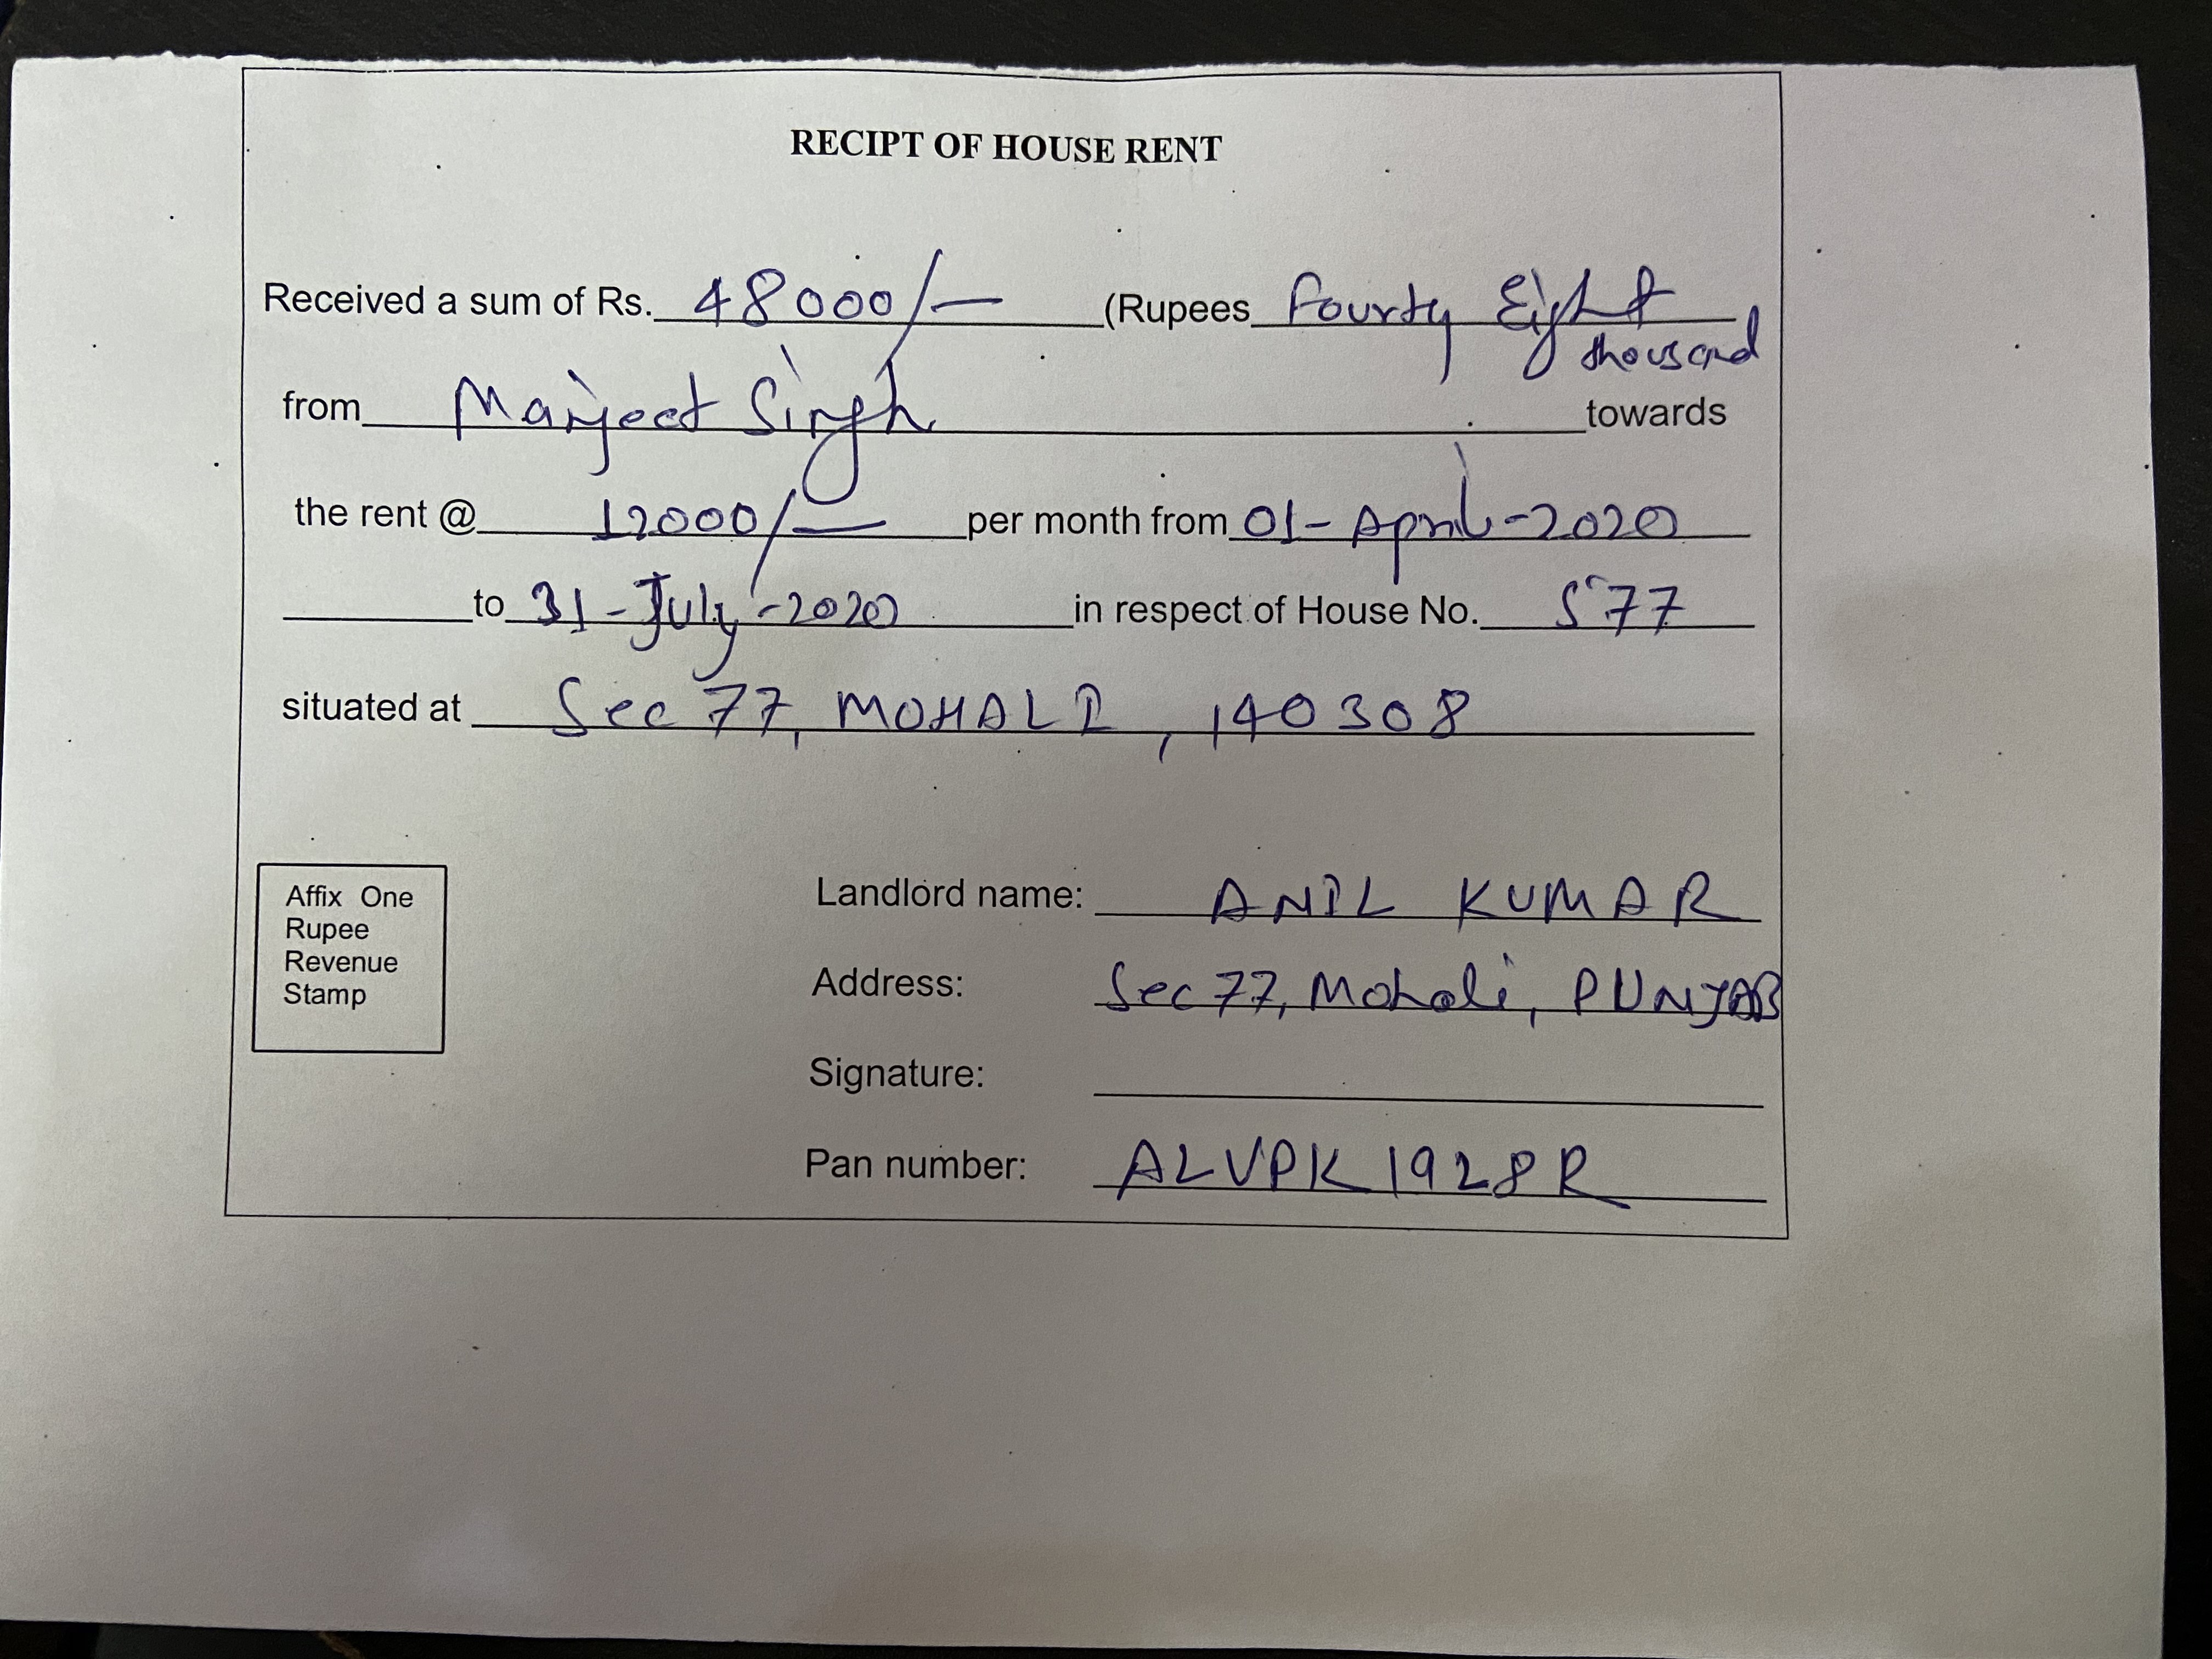 RECIPT OF HOUSE RENT
Received a sum of Rs. 48000/- (Rupees Fourty Eight
thousand
from Manjeet Singh towards
the rent @ 12000/- per month from 01-April-2020
to 31-July-2020 in respect of House No. 577
situated at Sec 77, MOHALI, 140308
Affix One
Rupee
Revenue
Stamp
Landlord name: ANIL KUMAR
Address: Sec 77, Mohali, PUNJAB
Signature:
Pan number: ALVPK1928R